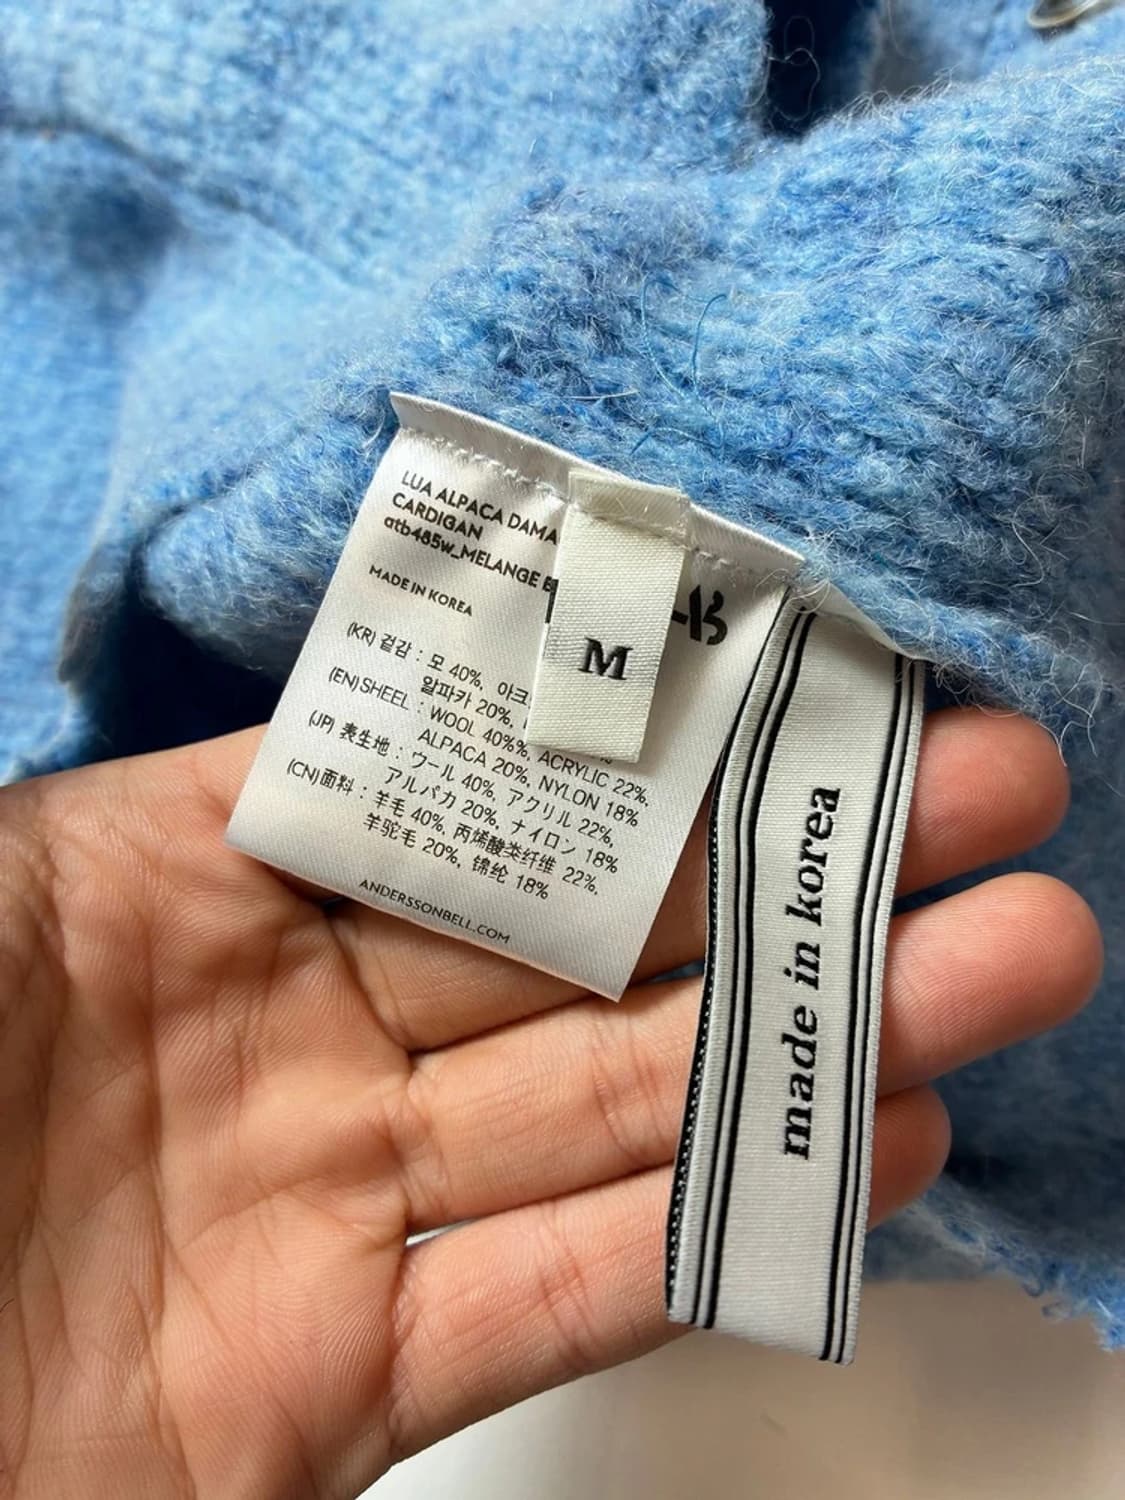 LUA ALPACA DAMA
CARDIGAN
atb485w_MELANGE
MADE IN KOREA
(KR) 겉감 : 모 40%, 아크
알파카 20%,
(EN) SHEEL : WOOL 40%%, ACRYLIC 22%,
ALPACA 20%, NYLON 18%
(JP) 表生地 : ウール 40%, アクリル 22%,
アルパカ 20%, ナイロン 18%
(CN)面料 : 羊毛 40%, 丙烯酸类纤维 22%,
羊驼毛 20%, 锦纶 18%
ANDERSSONBELL.COM
M
made in korea